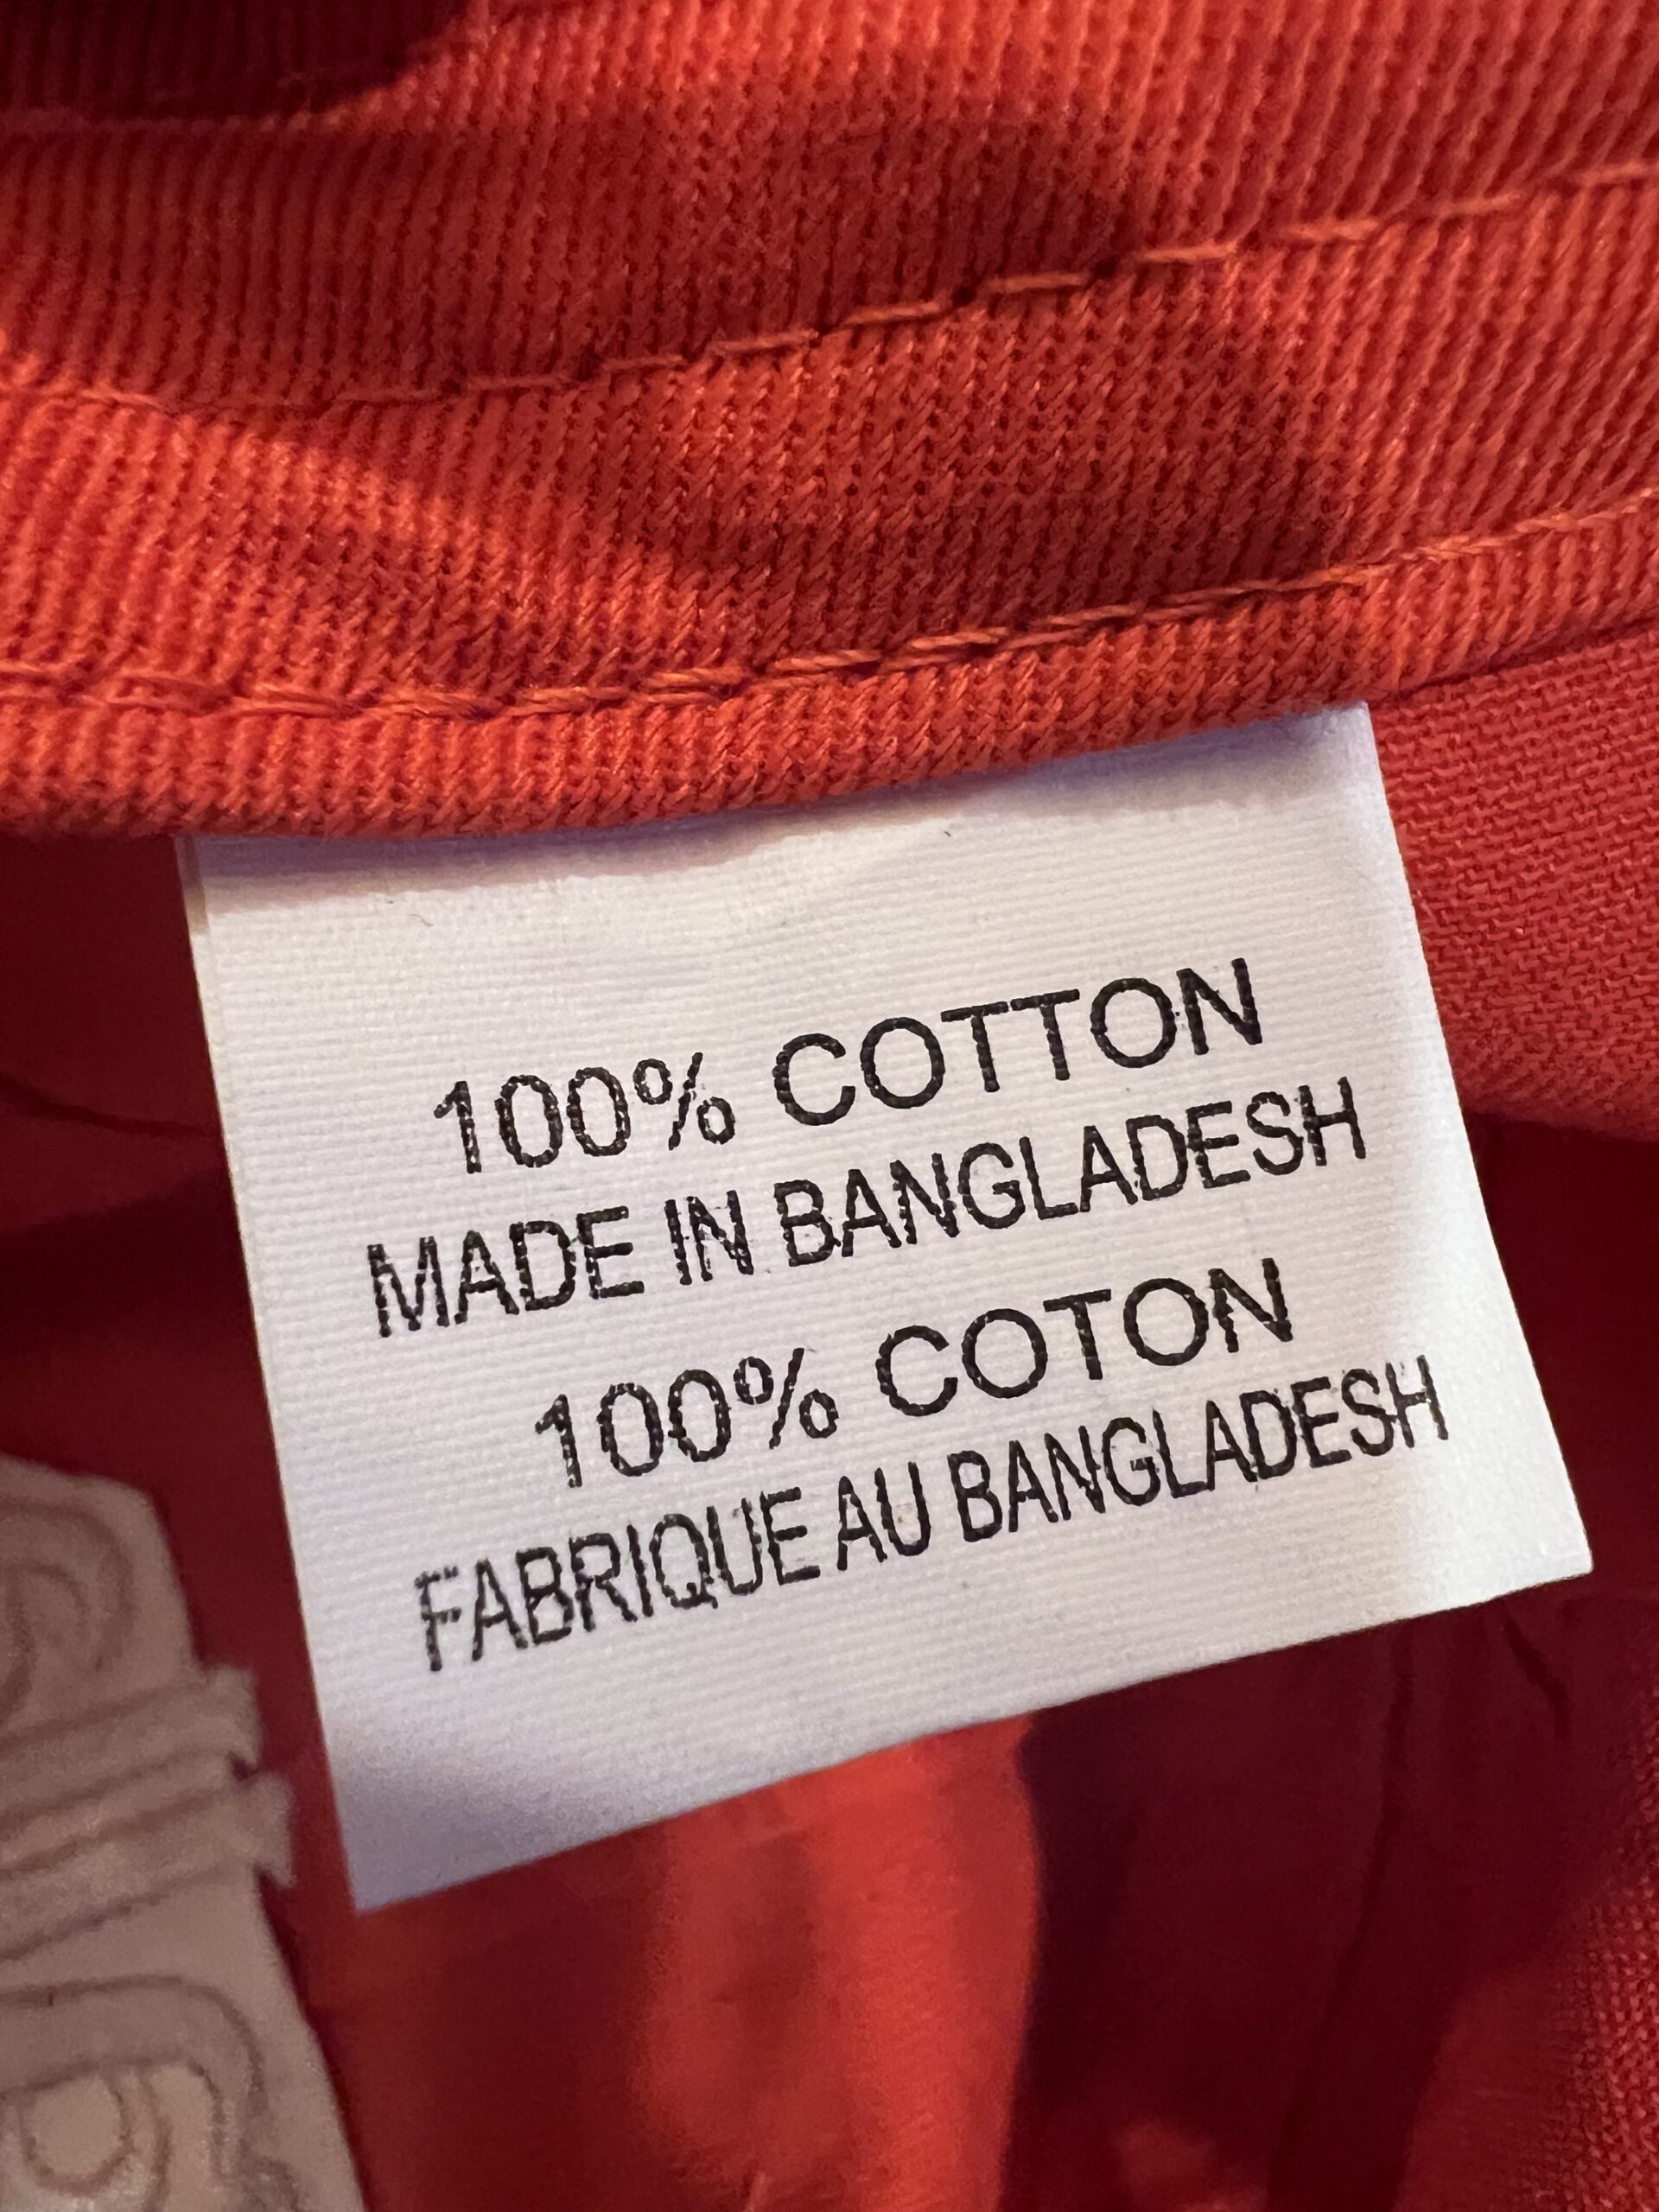 100% COTTON
MADE IN BANGLADESH
100% COTON
FABRIQUE AU BANGLADESH